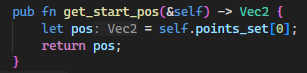 pub fn get_start_pos(&self) -> Vec2 {
    let pos: Vec2 = self.points_set[0];
    return pos;
}